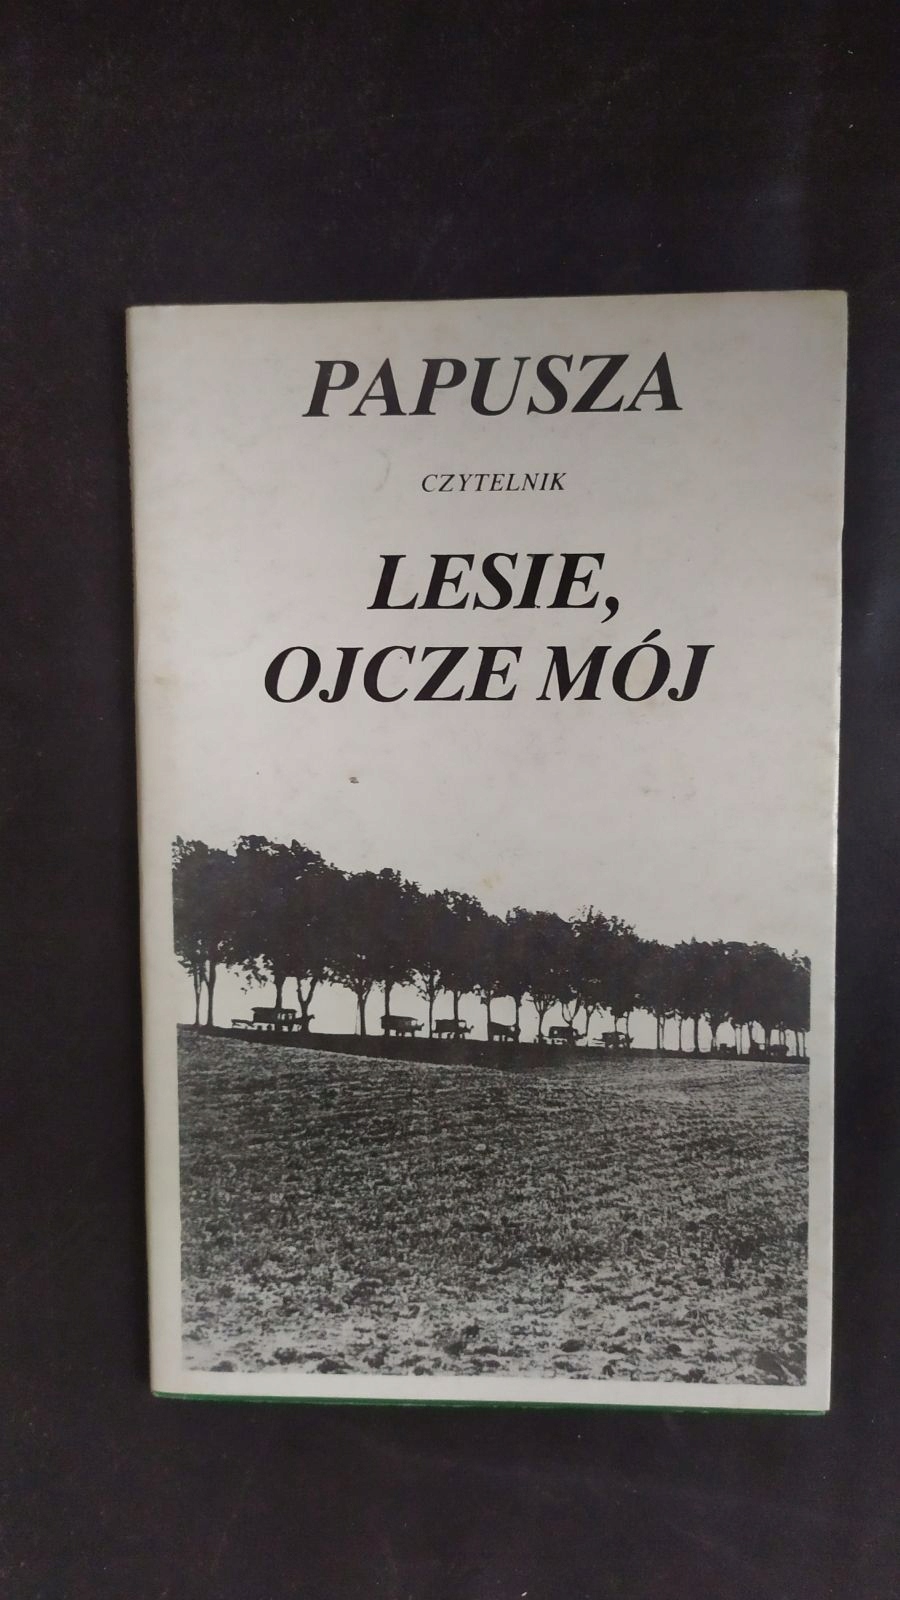 PAPUSZA
CZYTELNIK
LESIE,
OJCZE MÓJ